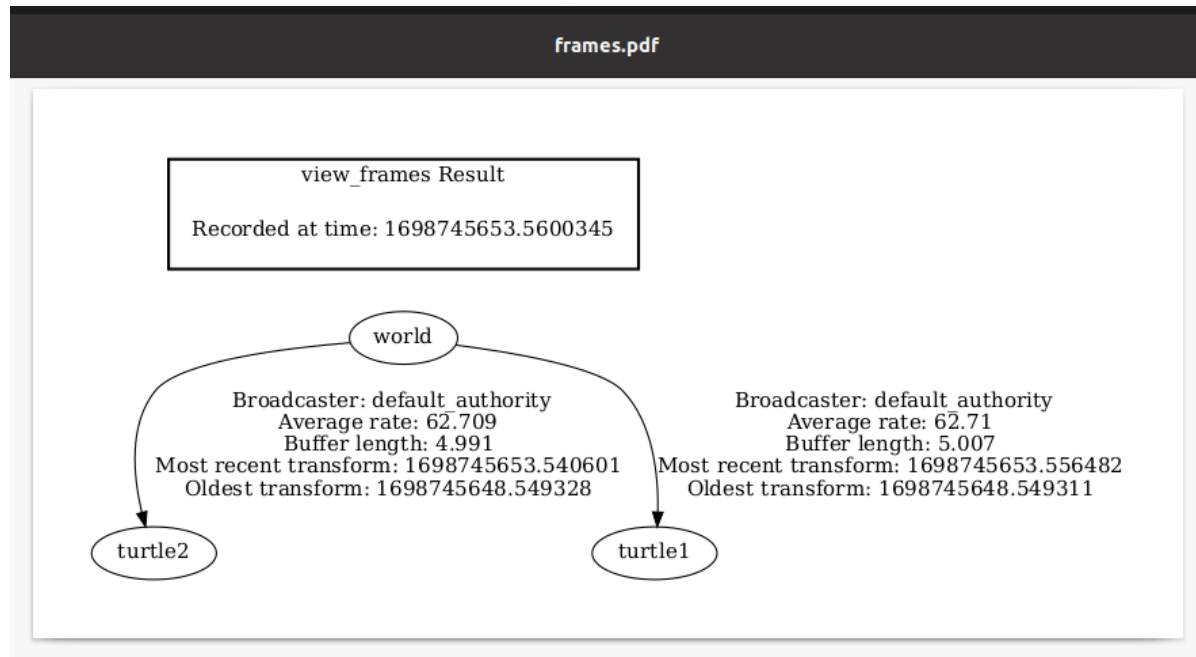 frames.pdf
view_frames Result
Recorded at time: 1698745653.5600345
world
Broadcaster: default_authority
Average rate: 62.709
Buffer length: 4.991
Most recent transform: 1698745653.540601
Oldest transform: 1698745648.549328
Broadcaster: default_authority
Average rate: 62.71
Buffer length: 5.007
Most recent transform: 1698745653.556482
Oldest transform: 1698745648.549311
turtle2
turtle1